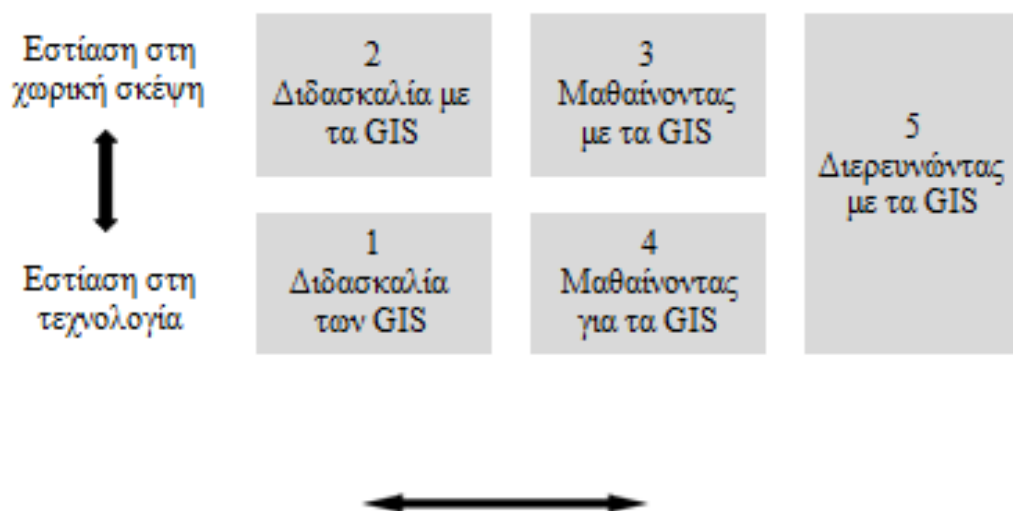 Εστίαση στη
χωρική σκέψη
2
Διδασκαλία με
τα GIS
3
Μαθαίνοντας
με τα GIS
5
Διερευνώντας
με τα GIS
Εστίαση στη
τεχνολογία
1
Διδασκαλία
των GIS
4
Μαθαίνοντας
για τα GIS